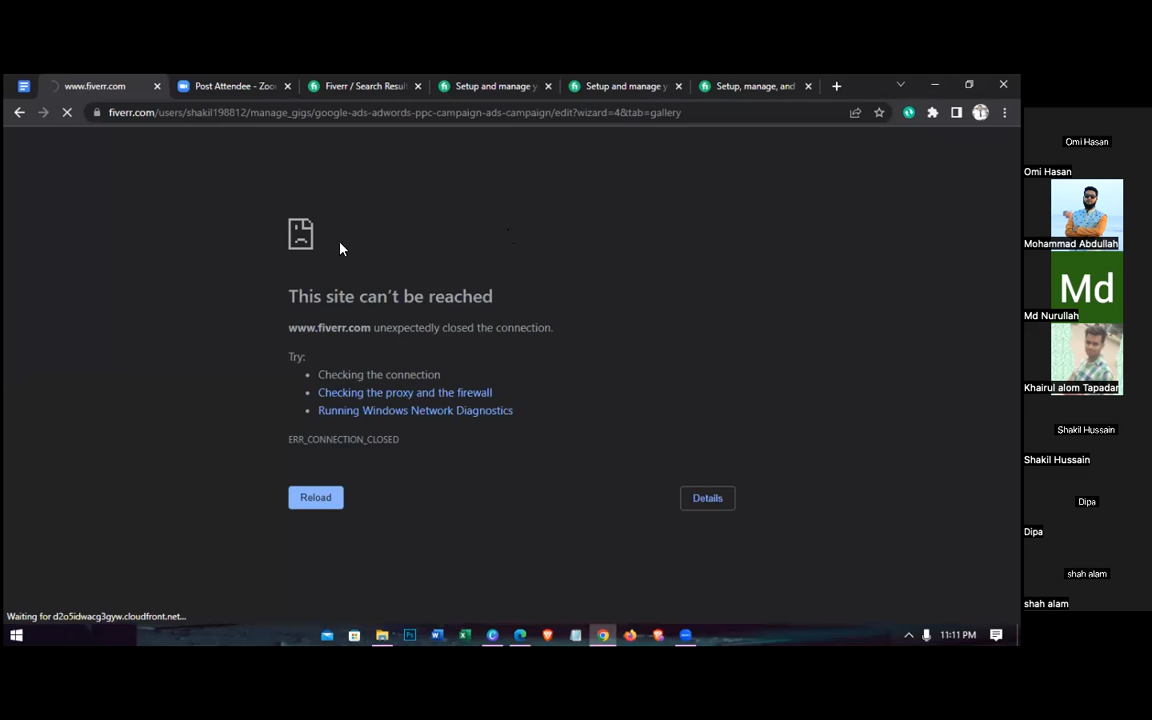 www.fiverr.com
Post Attendee - Zoo
Fiverr / Search Resul
Setup and manage y
Setup and manage y
Setup, manage, and
fiverr.com/users/shakil198812/manage_gigs/google-ads-adwords-ppc-campaign-ads-campaign/edit?wizard=4&tab=gallery
This site can't be reached
www.fiverr.com unexpectedly closed the connection.
Try:
• Checking the connection
• Checking the proxy and the firewall
• Running Windows Network Diagnostics
ERR_CONNECTION_CLOSED
Reload
Details
Waiting for d2o5idwacg3gyw.cloudfront.net...
11:11 PM
Omi Hasan
Omi Hasan
Mohammad Abdullah
Md
Md Nurullah
Khairul alom Tapadar
Shakil Hussain
Shakil Hussain
Dipa
Dipa
shah alam
shah alam